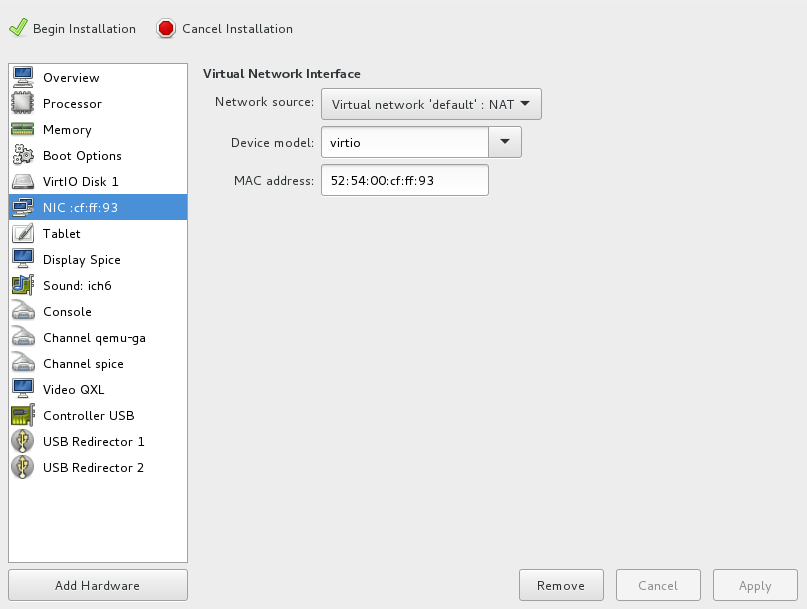 Begin Installation Cancel Installation
Overview
Processor
Memory
Boot Options
VirtIO Disk 1
NIC :cf:ff:93
Tablet
Display Spice
Sound: ich6
Console
Channel qemu-ga
Channel spice
Video QXL
Controller USB
USB Redirector 1
USB Redirector 2
Add Hardware
Virtual Network Interface
Network source: Virtual network 'default' : NAT
Device model: virtio
MAC address: 52:54:00:cf:ff:93
Remove Cancel Apply